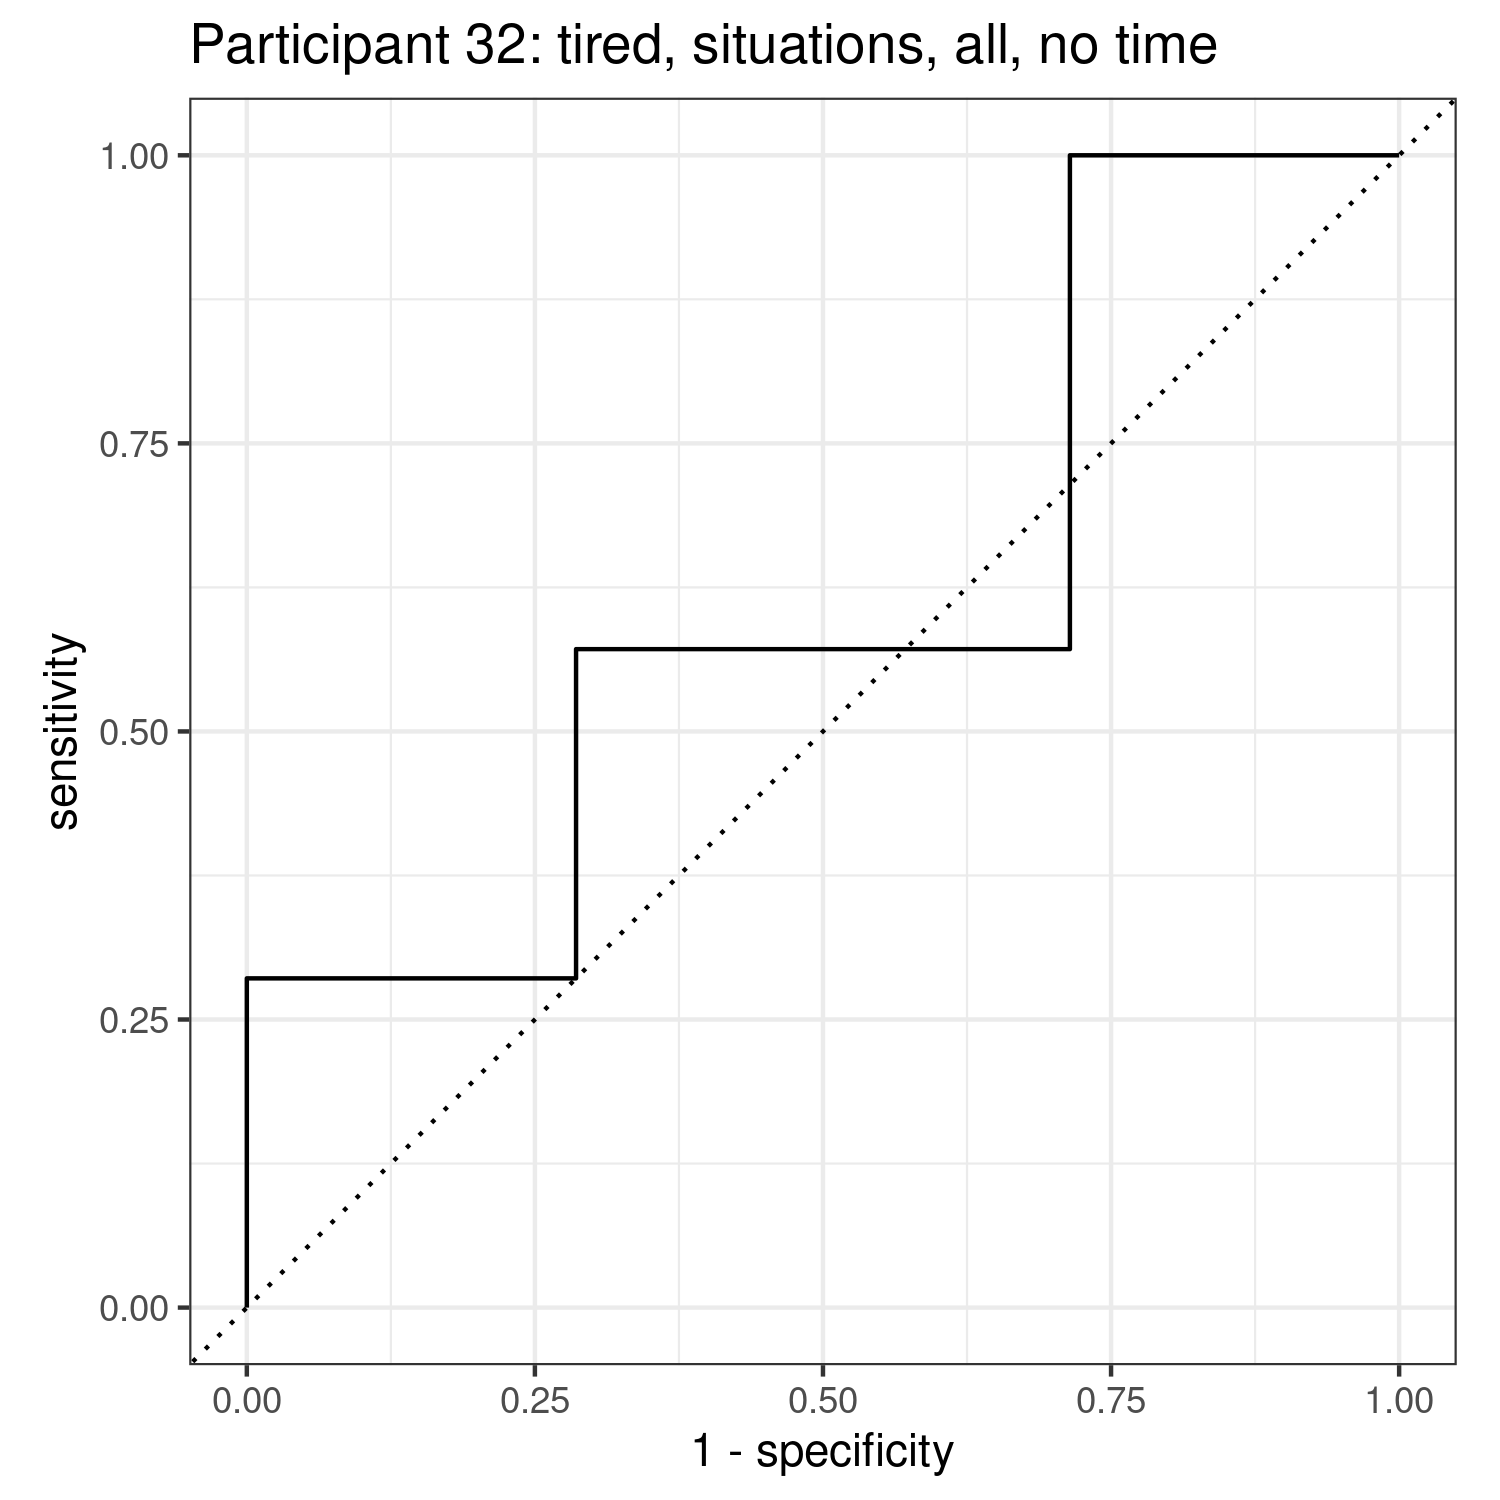 Participant 32: tired, situations, all, no time
1.00
0.75
0.50
0.25
0.00
sensitivity
0.00 0.25 0.50 0.75 1.00
1 - specificity